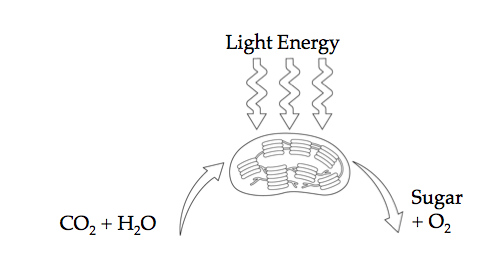 Light Energy
CO₂ + H₂O
Sugar
+ O₂